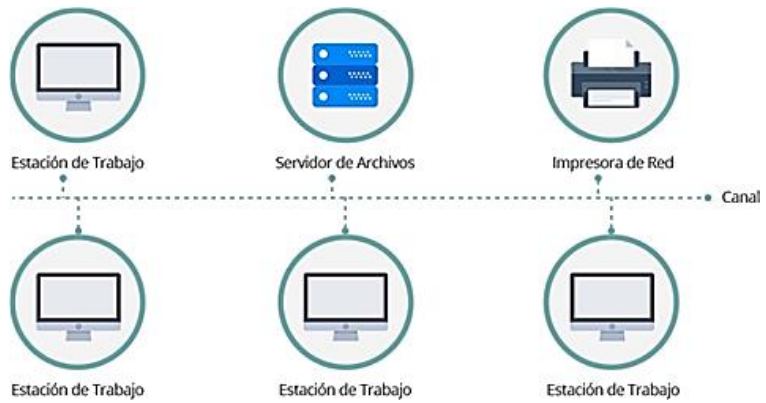 Estación de Trabajo
Servidor de Archivos
Impresora de Red
Canal
Estación de Trabajo
Estación de Trabajo
Estación de Trabajo